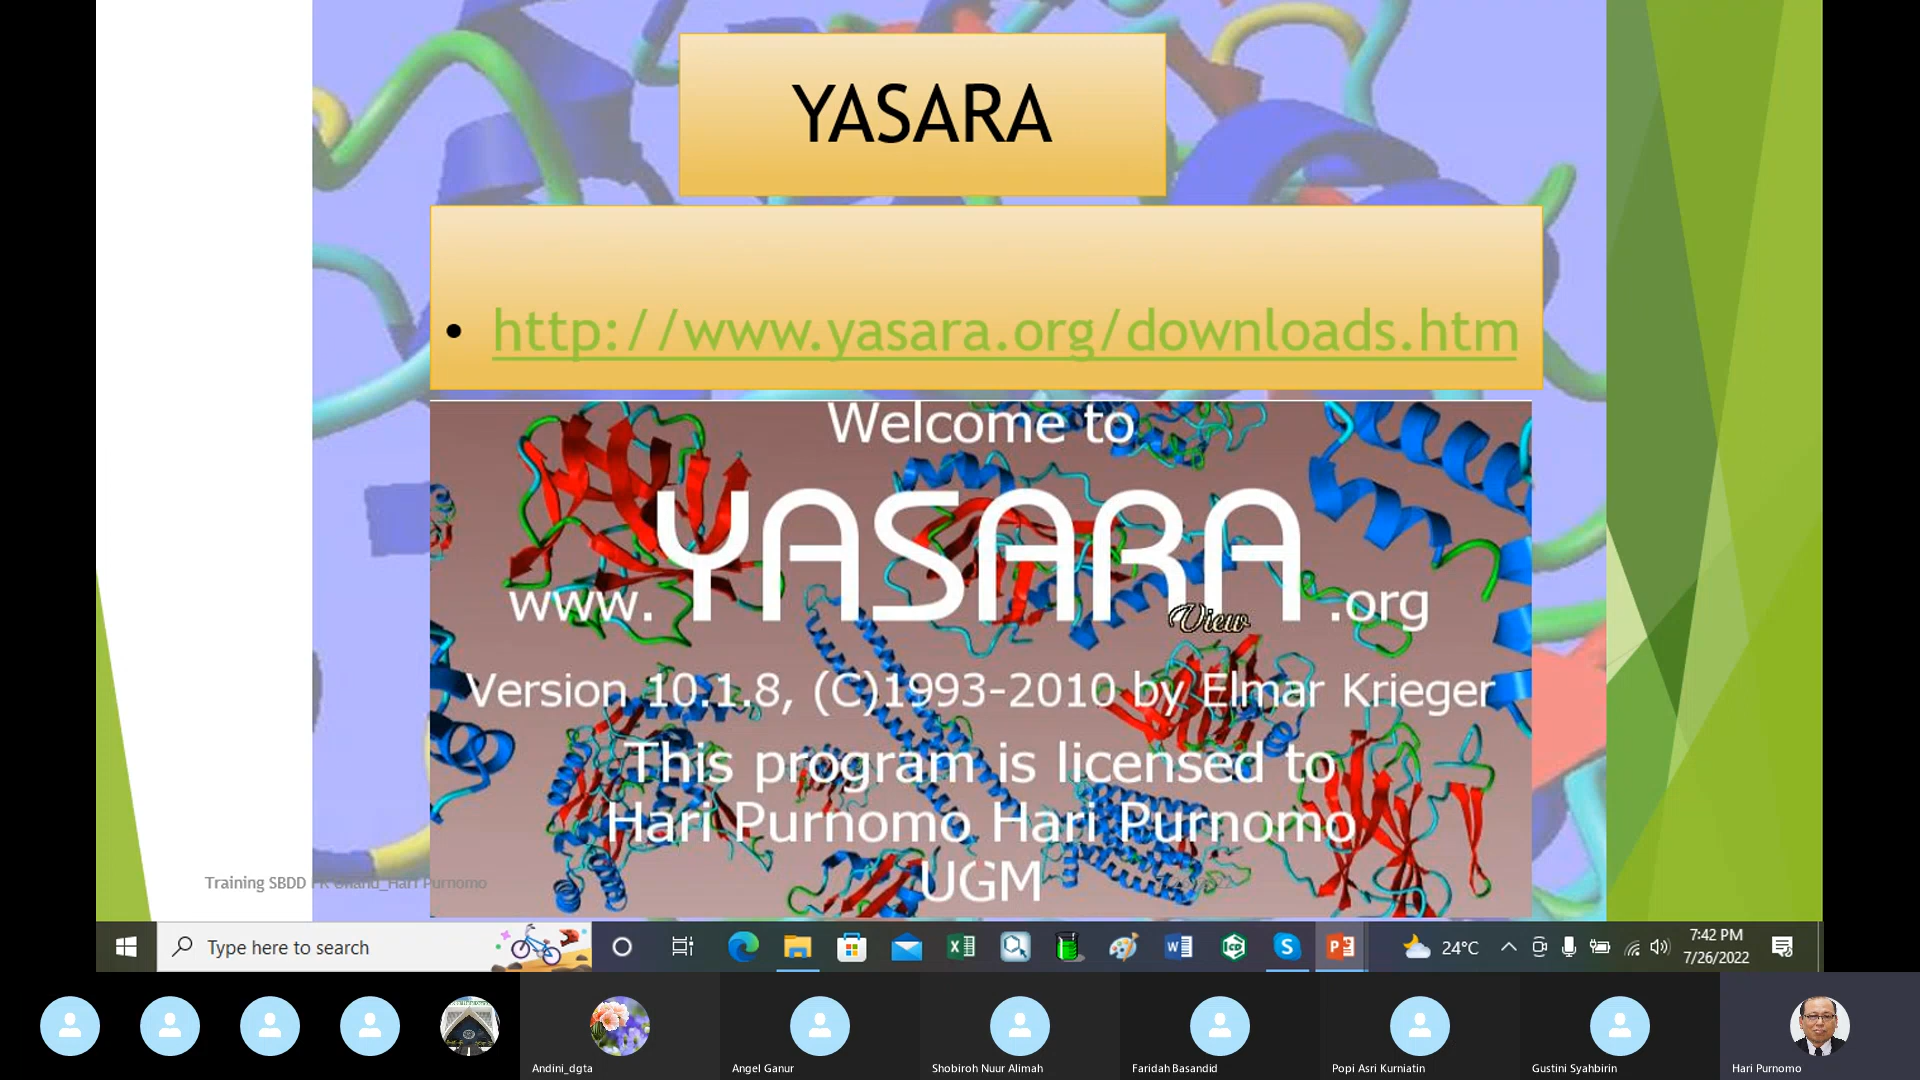 YASARA
• http://www.yasara.org/downloads.htm
Welcome to
www.YASARA.org
View
Version 10.1.8, (C)1993-2010 by Elmar Krieger
This program is licensed to
Hari Purnomo Hari Purnomo
UGM
Training SBDD FK Unand_Hari Purnomo
Type here to search
24°C
7:42 PM
7/26/2022
Andini_dgta
Angel Ganur
Shobiroh Nuur Alimah
Faridah Basandid
Popi Asri Kurniatin
Gustini Syahbirin
Hari Purnomo